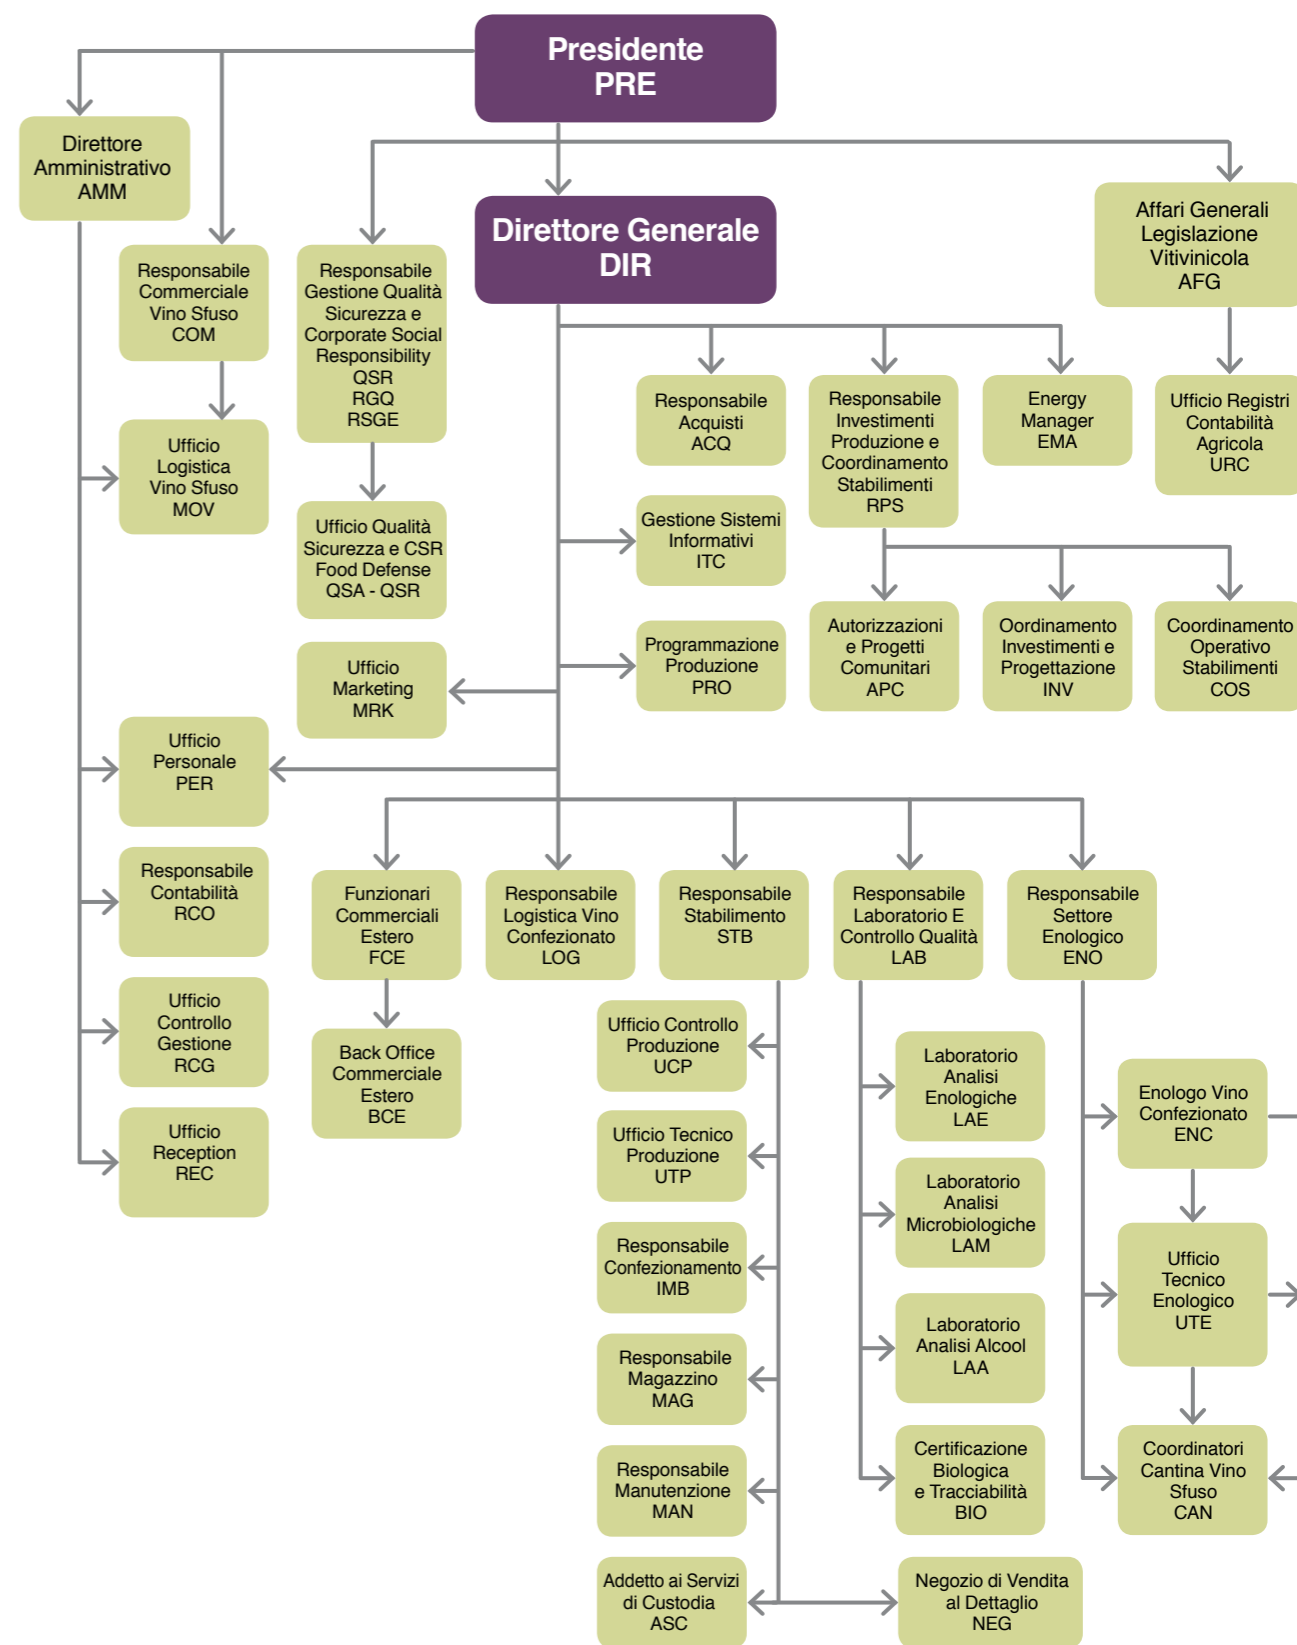 Presidente
PRE
Direttore
Amministrativo
AMM
Direttore Generale
DIR
Affari Generali
Legislazione
Vitivinicola
AFG
Responsabile
Commerciale
Vino Sfuso
COM
Responsabile
Gestione Qualità
Sicurezza e
Corporate Social
Responsibility
QSR
RGQ
RSGE
Responsabile
Acquisti
ACQ
Responsabile
Investimenti
Produzione e
Coordinamento
Stabilimenti
RPS
Energy
Manager
EMA
Ufficio Registri
Contabilità
Agricola
URC
Ufficio
Logistica
Vino Sfuso
MOV
Ufficio Qualità
Sicurezza e CSR
Food Defense
QSA - QSR
Gestione Sistemi
Informativi
ITC
Ufficio
Marketing
MRK
Programmazione
Produzione
PRO
Autorizzazioni
e Progetti
Comunitari
APC
Oordinamento
Investimenti e
Progettazione
INV
Coordinamento
Operativo
Stabilimenti
COS
Ufficio
Personale
PER
Responsabile
Contabilità
RCO
Ufficio
Controllo
Gestione
RCG
Ufficio
Reception
REC
Funzionari
Commerciali
Estero
FCE
Responsabile
Logistica Vino
Confezionato
LOG
Responsabile
Stabilimento
STB
Responsabile
Laboratorio E
Controllo Qualità
LAB
Responsabile
Settore
Enologico
ENO
Back Office
Commerciale
Estero
BCE
Ufficio Controllo
Produzione
UCP
Ufficio Tecnico
Produzione
UTP
Responsabile
Confezionamento
IMB
Responsabile
Magazzino
MAG
Responsabile
Manutenzione
MAN
Addetto ai Servizi
di Custodia
ASC
Laboratorio
Analisi
Enologiche
LAE
Laboratorio
Analisi
Microbiologiche
LAM
Laboratorio
Analisi Alcool
LAA
Certificazione
Biologica
e Tracciabilità
BIO
Negozio di Vendita
al Dettaglio
NEG
Enologo Vino
Confezionato
ENC
Ufficio
Tecnico
Enologico
UTE
Coordinatori
Cantina Vino
Sfuso
CAN